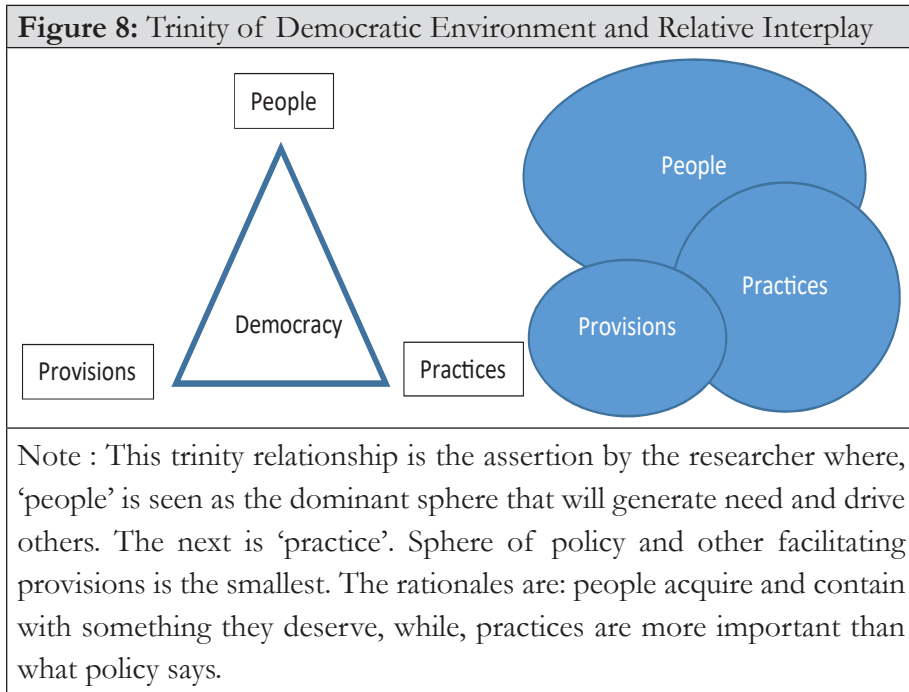 Figure 8: Trinity of Democratic Environment and Relative Interplay
People
Democracy
Provisions
Practices
People
Practices
Provisions
Note : This trinity relationship is the assertion by the researcher where,
‘people’ is seen as the dominant sphere that will generate need and drive
others. The next is ‘practice’. Sphere of policy and other facilitating
provisions is the smallest. The rationales are: people acquire and contain
with something they deserve, while, practices are more important than
what policy says.